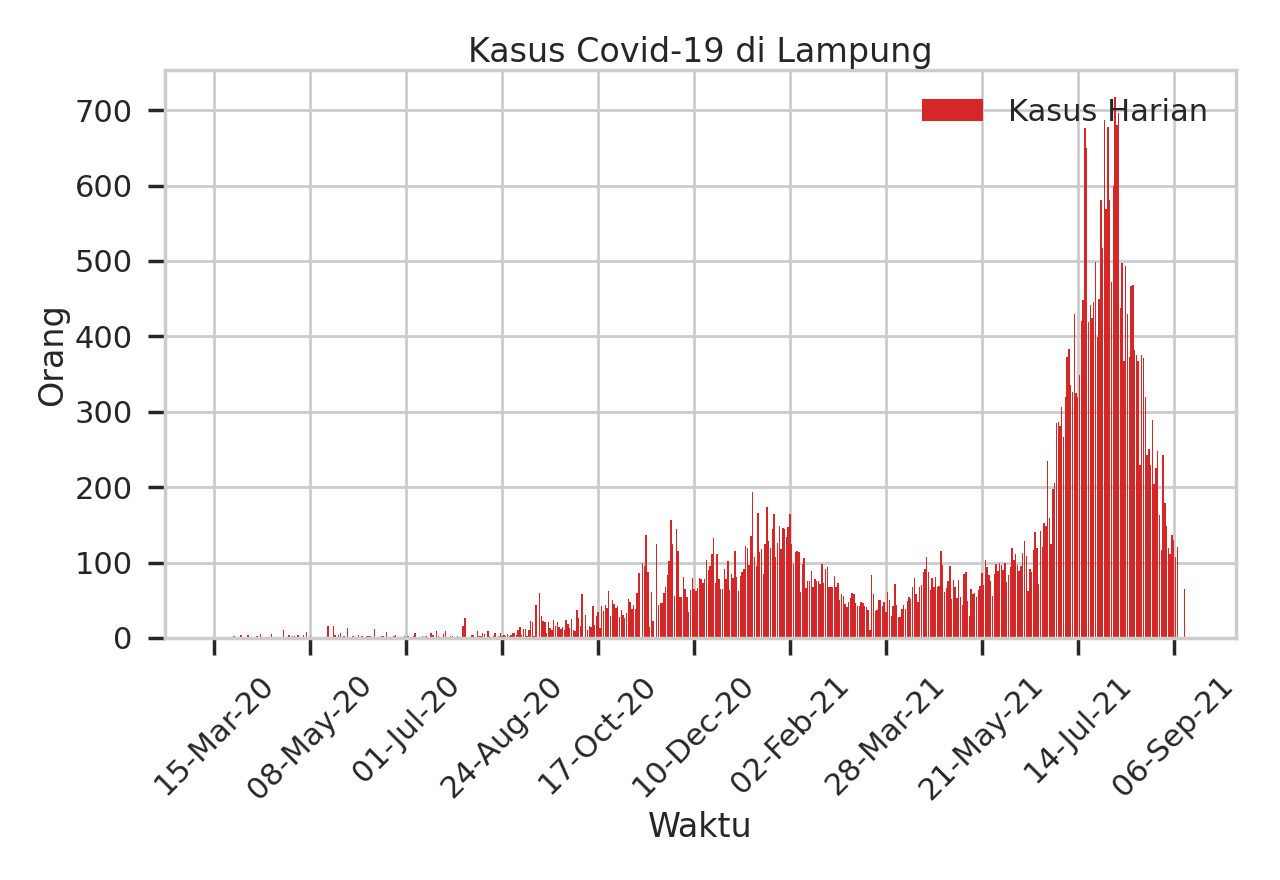 Kasus Covid-19 di Lampung
Kasus Harian
Orang
700
600
500
400
300
200
100
0
15-Mar-20
08-May-20
01-Jul-20
24-Aug-20
17-Oct-20
10-Dec-20
02-Feb-21
28-Mar-21
21-May-21
14-Jul-21
06-Sep-21
Waktu